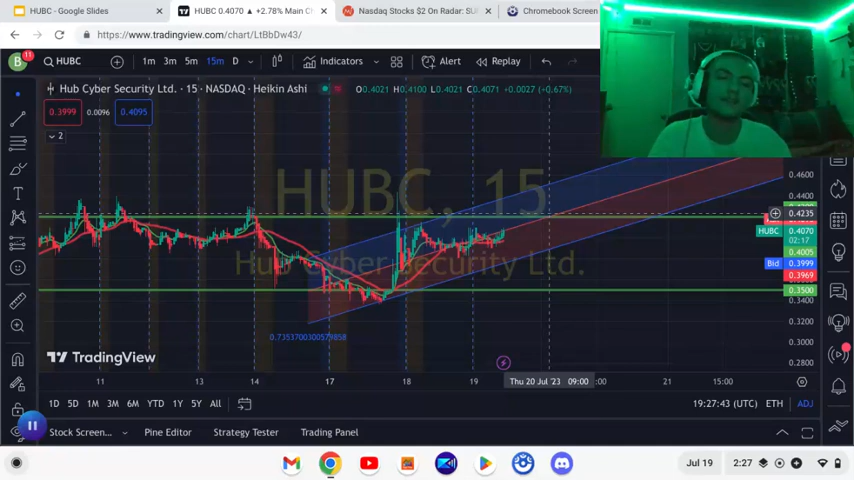 HUBC - Google Slides
HUBC 0.4070 ▲ +2.78% Main Ch
Nasdaq Stocks $2 On Radar: SU
Chromebook Screen
https://www.tradingview.com/chart/LtBbDw43/
B
11
HUBC
1m 3m 5m 15m D
Indicators
Alert
Replay
Hub Cyber Security Ltd. · 15 · NASDAQ · Heikin Ashi
O0.4021 H0.4100 L0.4021 C0.4071 +0.0027 (+0.67%)
0.3999 0.0096 0.4095
2
HUBC, 15
Hub Cyber Security Ltd.
0.4600
0.4400
0.4235
HUBC 0.4070
02:17
0.4005
Bid 0.3999
0.3969
0.3500
0.3400
0.3200
0.3000
0.2800
0.7353700300579858
TradingView
11 13 14 17 18 19 Thu 20 Jul '23 09:00 :00 21 15:00
1D 5D 1M 3M 6M YTD 1Y 5Y All
19:27:43 (UTC) ETH ADJ
Stock Screen... Pine Editor Strategy Tester Trading Panel
Jul 19 2:27